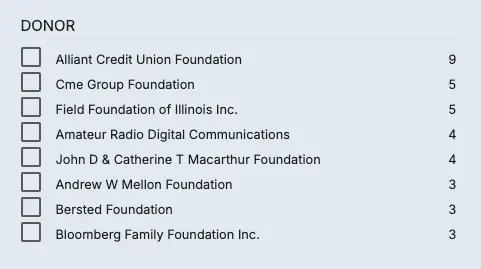 DONOR
Alliant Credit Union Foundation 9
Cme Group Foundation 5
Field Foundation of Illinois Inc. 5
Amateur Radio Digital Communications 4
John D & Catherine T Macarthur Foundation 4
Andrew W Mellon Foundation 3
Bersted Foundation 3
Bloomberg Family Foundation Inc. 3